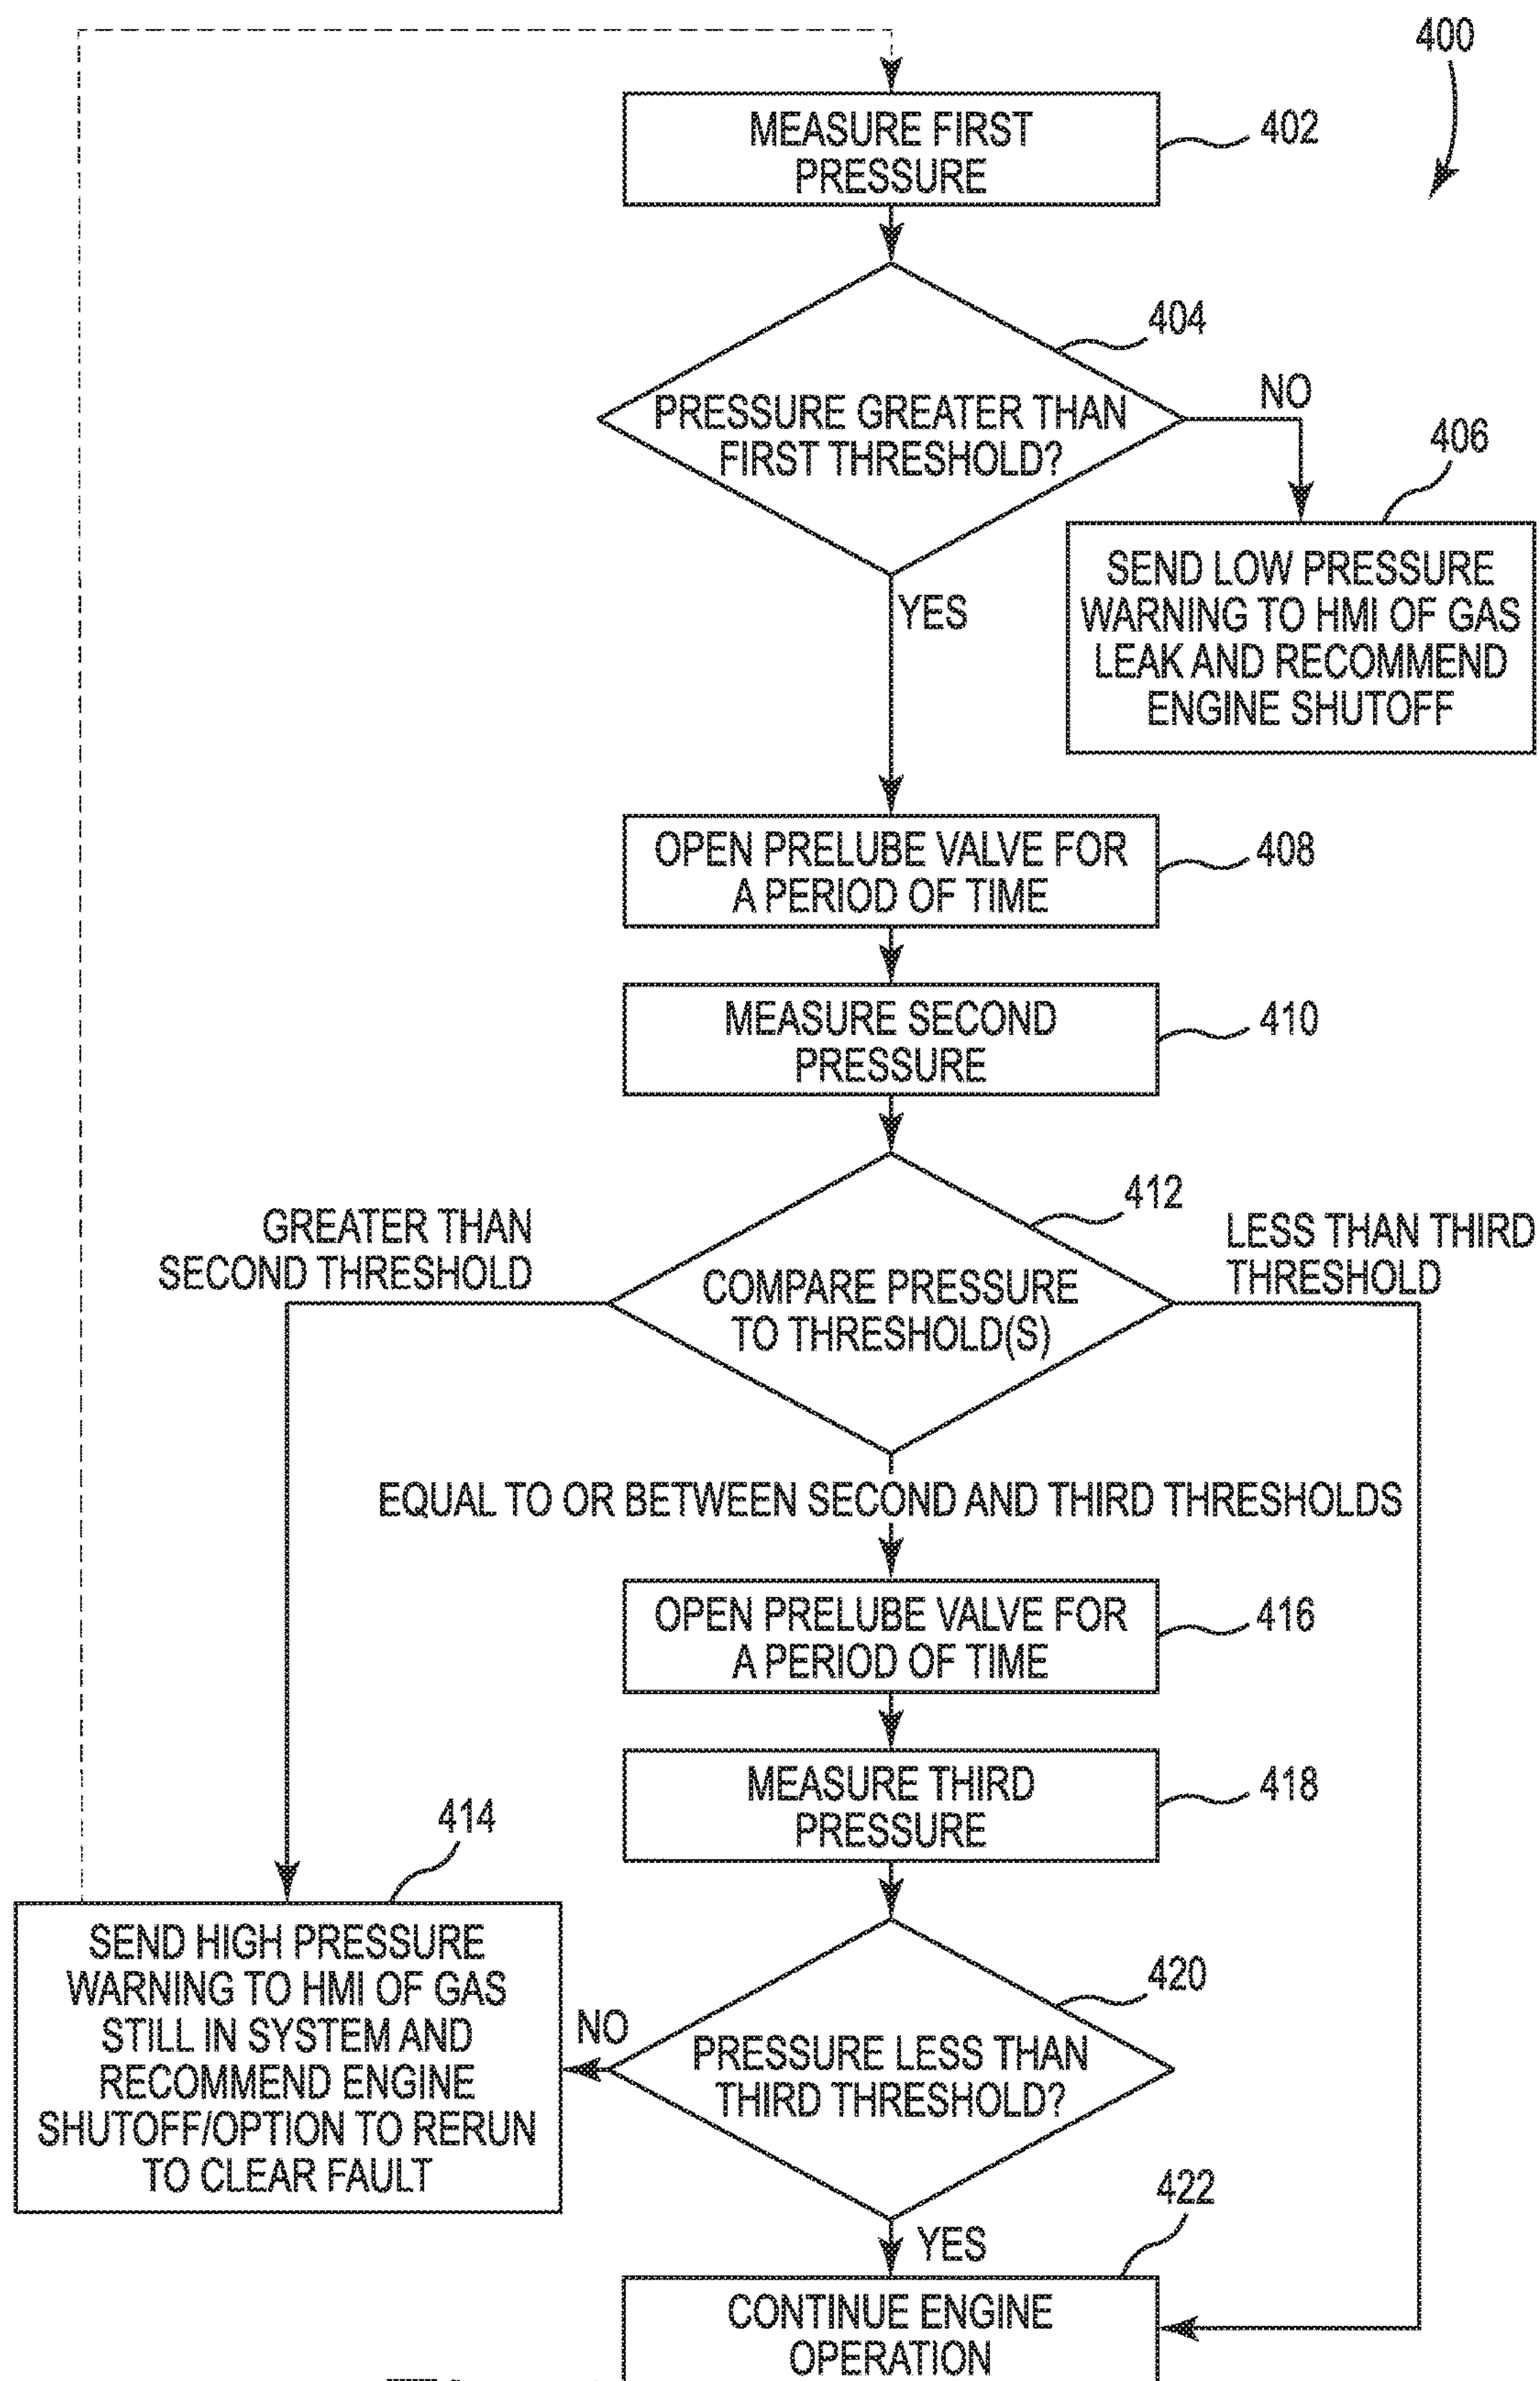 400
MEASURE FIRST
PRESSURE
402
404
PRESSURE GREATER THAN
FIRST THRESHOLD?
NO
406
SEND LOW PRESSURE
WARNING TO HMI OF GAS
LEAK AND RECOMMEND
ENGINE SHUTOFF
YES
OPEN PRELUBE VALVE FOR
A PERIOD OF TIME
408
MEASURE SECOND
PRESSURE
410
412
GREATER THAN
SECOND THRESHOLD
COMPARE PRESSURE
TO THRESHOLD(S)
LESS THAN THIRD
THRESHOLD
EQUAL TO OR BETWEEN SECOND AND THIRD THRESHOLDS
OPEN PRELUBE VALVE FOR
A PERIOD OF TIME
416
MEASURE THIRD
PRESSURE
418
414
SEND HIGH PRESSURE
WARNING TO HMI OF GAS
STILL IN SYSTEM AND
RECOMMEND ENGINE
SHUTOFF/OPTION TO RERUN
TO CLEAR FAULT
NO
420
PRESSURE LESS THAN
THIRD THRESHOLD?
YES
422
CONTINUE ENGINE
OPERATION